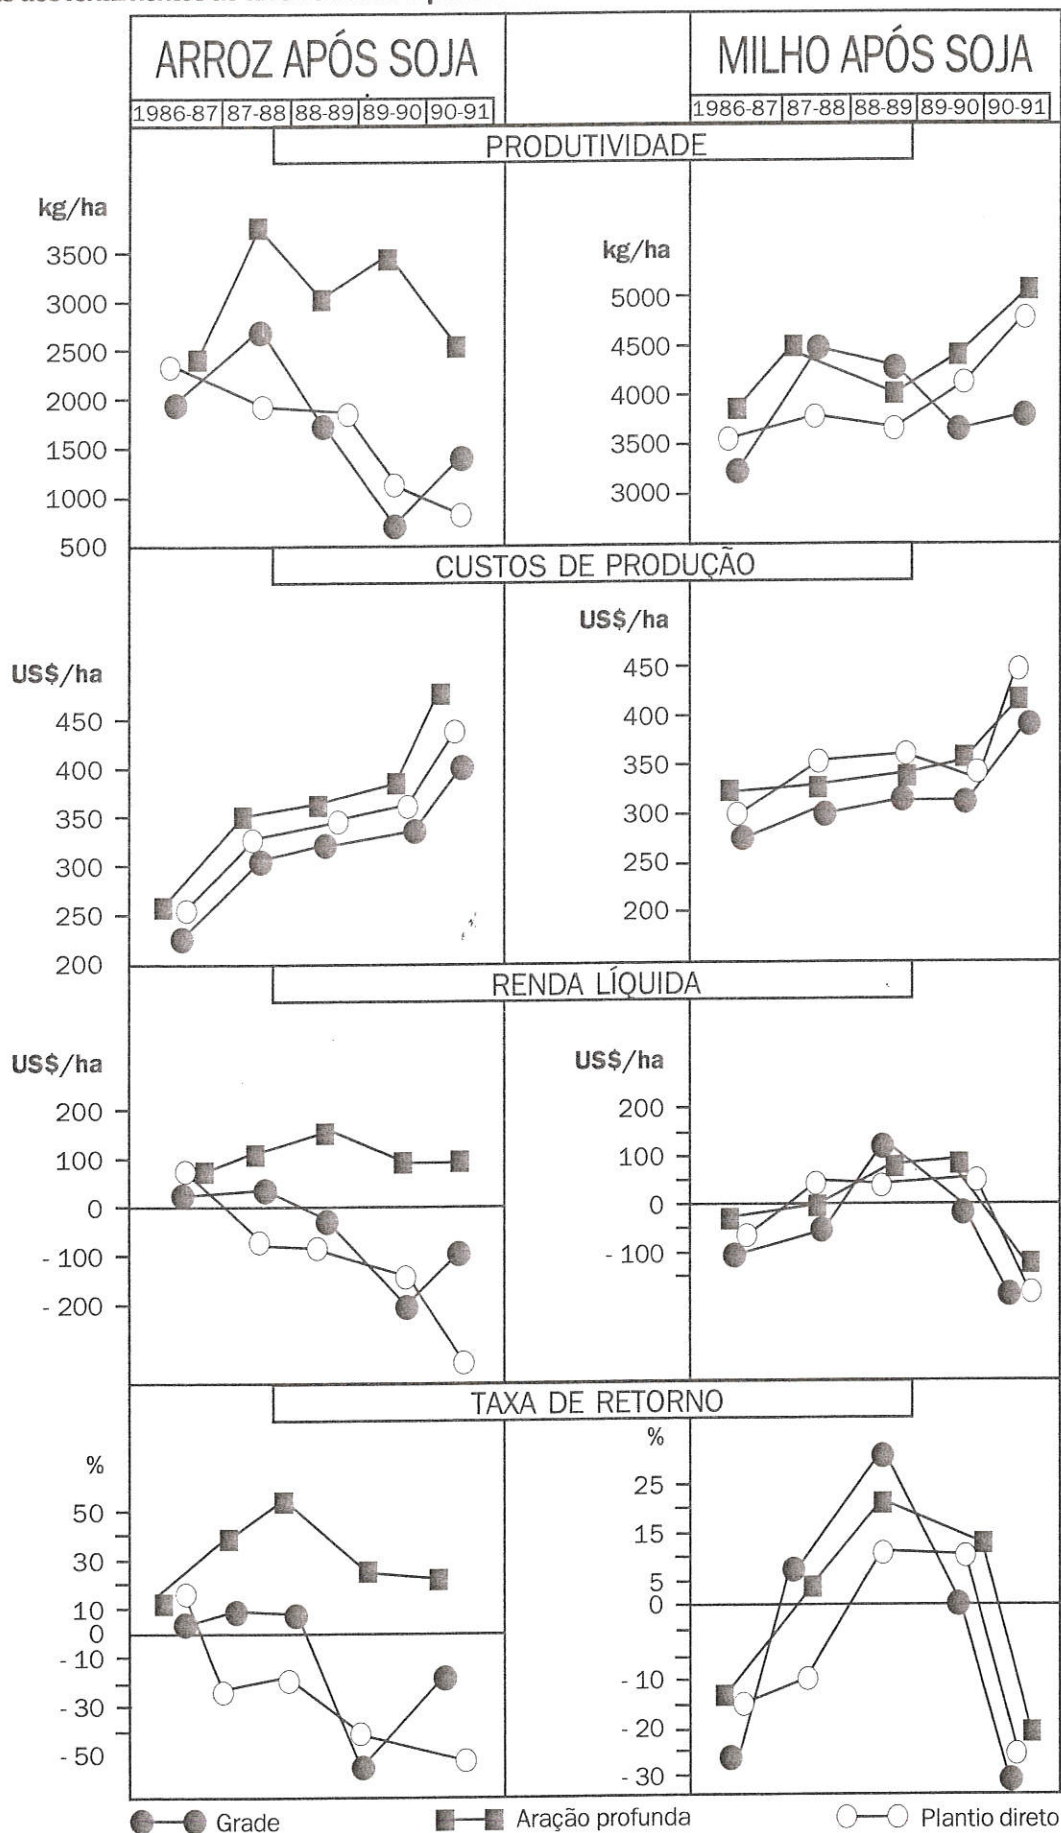 ARROZ APÓS SOJA
MILHO APÓS SOJA
1986-87 87-88 88-89 89-90 90-91
1986-87 87-88 88-89 89-90 90-91
PRODUTIVIDADE
kg/ha
3500
3000
2500
2000
1500
1000
500
kg/ha
5000
4500
4000
3500
3000
CUSTOS DE PRODUÇÃO
US$/ha
450
400
350
300
250
200
US$/ha
450
400
350
300
250
200
RENDA LÍQUIDA
US$/ha
200
100
0
- 100
- 200
US$/ha
200
100
0
- 100
TAXA DE RETORNO
%
50
30
10
0
- 10
- 30
- 50
%
25
15
5
0
- 10
- 20
- 30
Grade
Aração profunda
Plantio direto